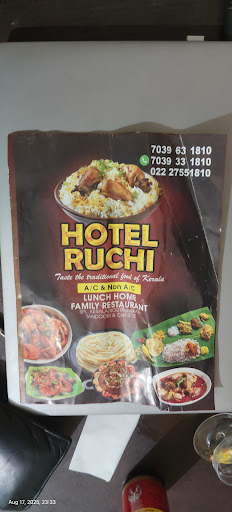 7039 63 1810
7039 33 1810
022 27551810
HOTEL
RUCHI
Taste the traditional food of Kerala
A/C & Non A/C
LUNCH HOME
FAMILY RESTAURANT
TANDOORI &
Aug 17, 2025, 23:33